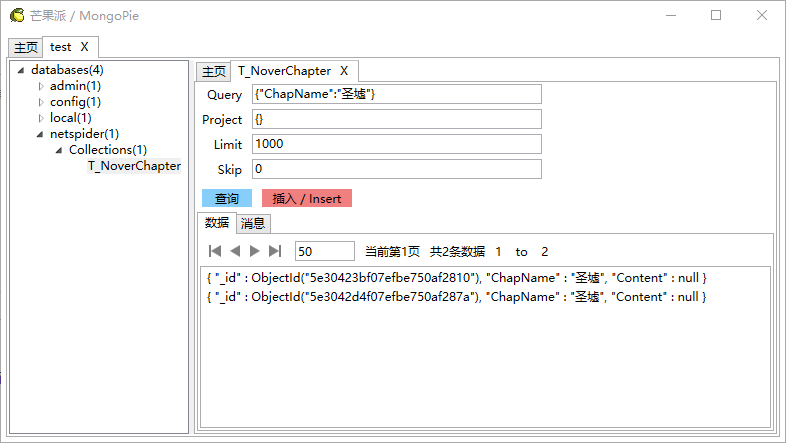 芒果派 / MongoPie
主页 test X
databases(4)
admin(1)
config(1)
local(1)
netspider(1)
Collections(1)
T_NoverChapter
主页 T_NoverChapter X
Query {"ChapName":"圣墟"}
Project {}
Limit 1000
Skip 0
查询 插入 / Insert
数据 消息
50 当前第1页 共2条数据 1 to 2
{ "_id" : ObjectId("5e30423bf07efbe750af2810"), "ChapName" : "圣墟", "Content" : null }
{ "_id" : ObjectId("5e3042d4f07efbe750af287a"), "ChapName" : "圣墟", "Content" : null }